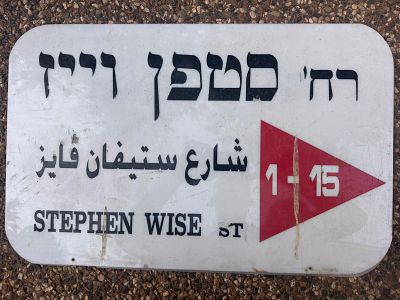 רח' סטפן וייז
شارع ستيفان فايز
1-15
STEPHEN WISE ST